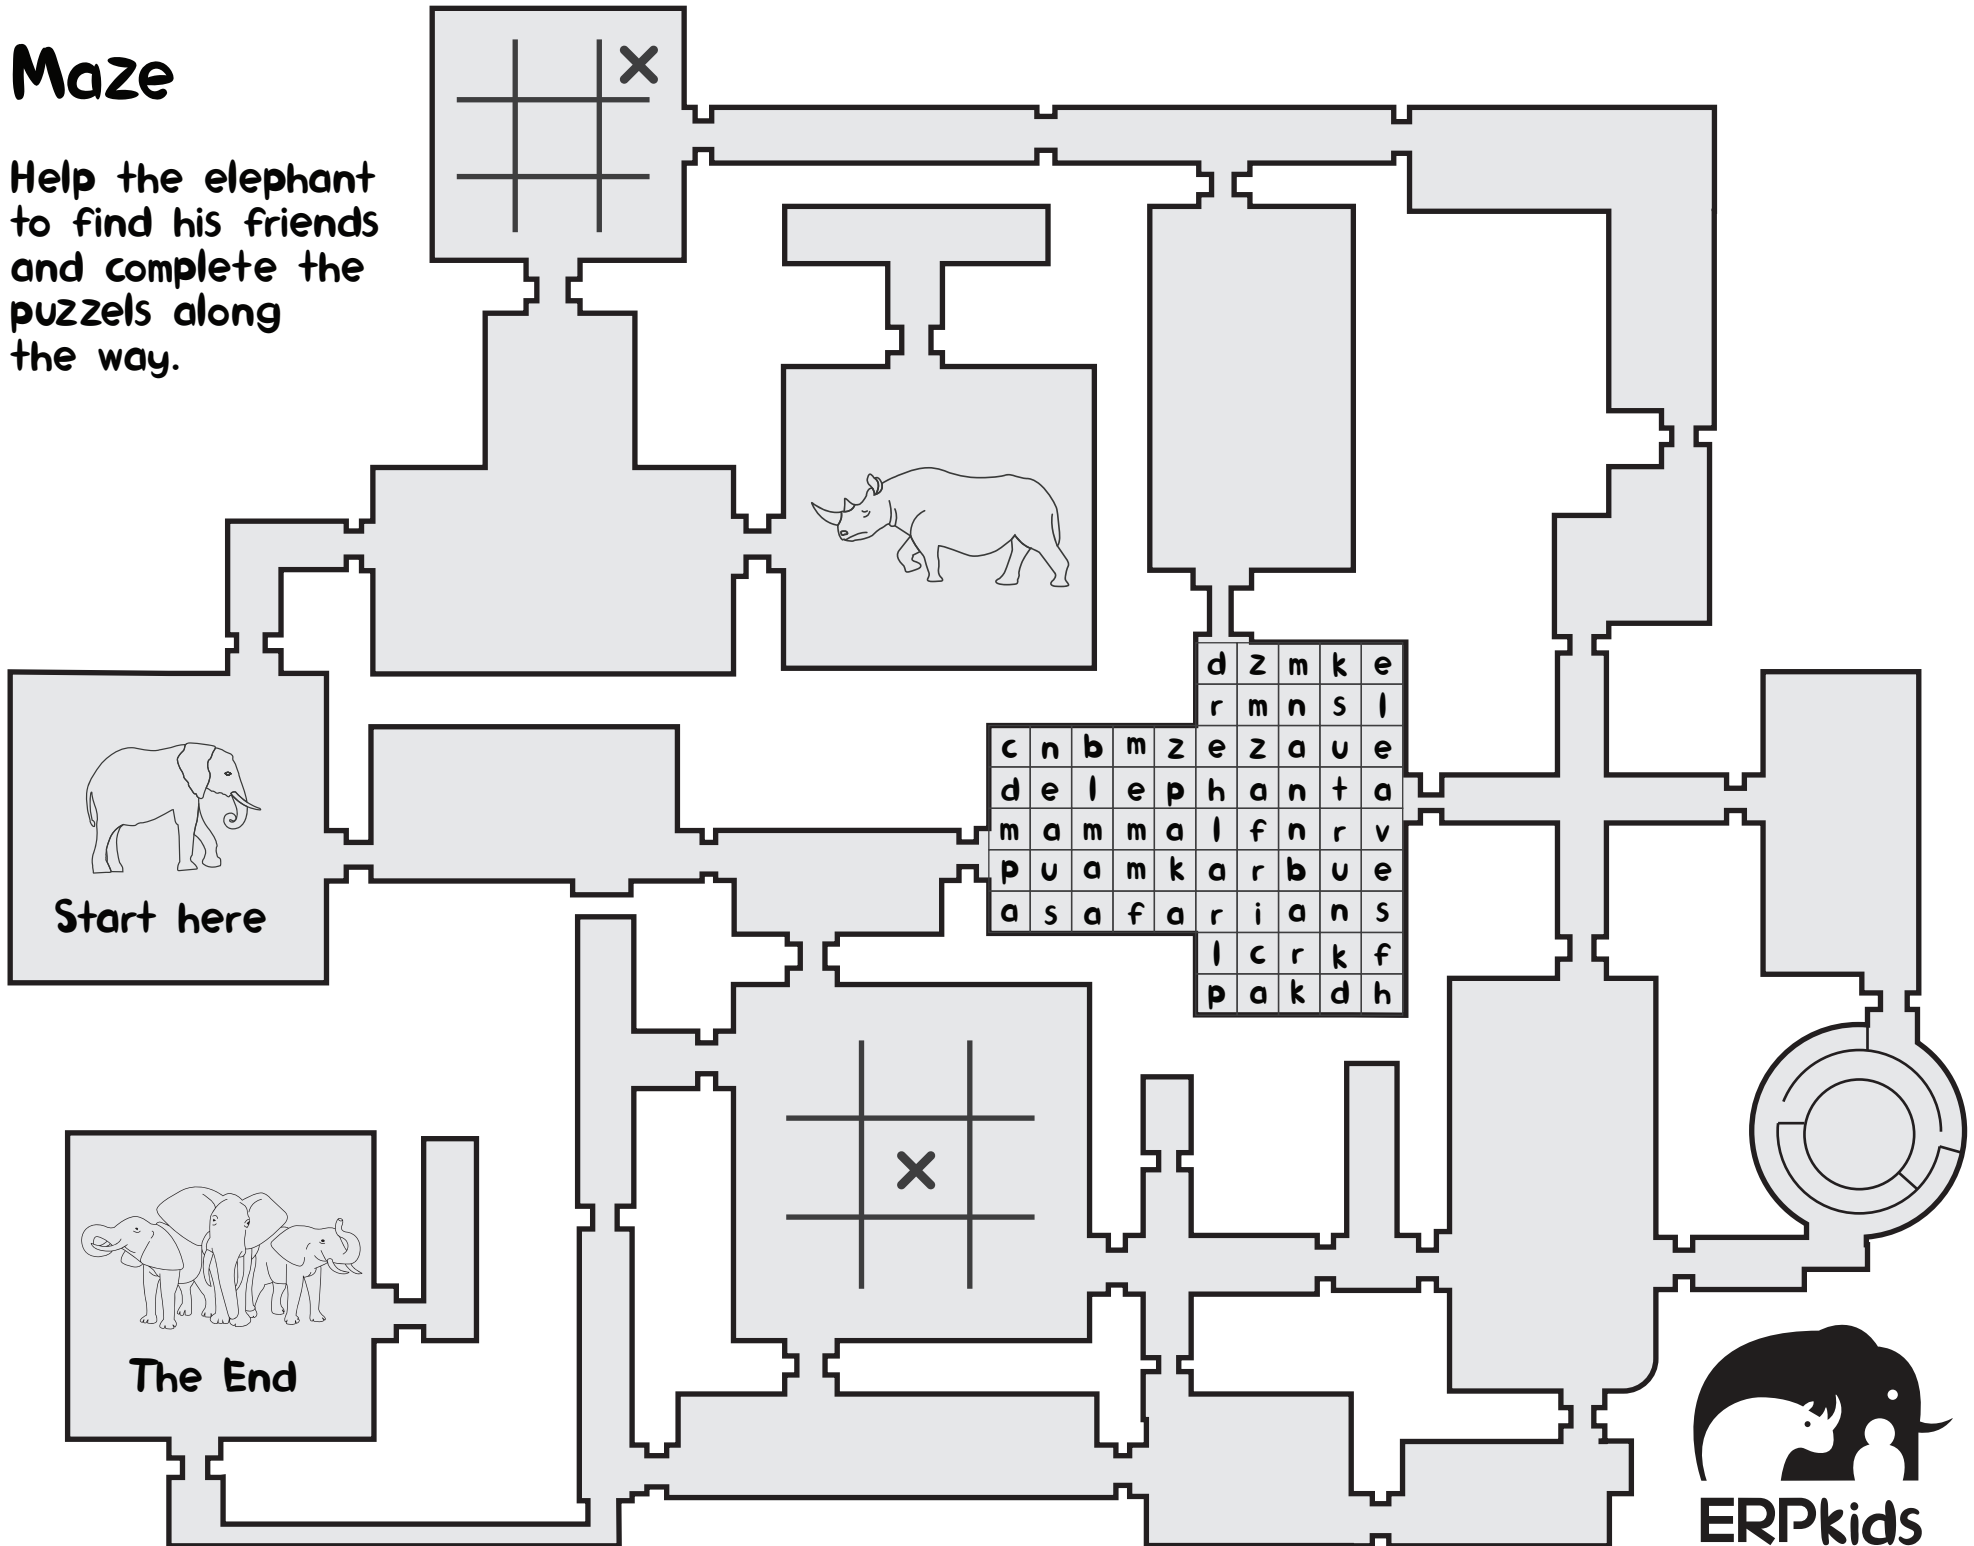 Maze
Help the elephant
to find his friends
and complete the
puzzels along
the way.
d z m k e
r m n s l
c n b m z e z a u e
d e l e p h a n t a
m a m m a l f n r v
p u a m k a r b u e
a s a f a r i a n s
l c r k f
p a k d h
Start here
The End
ERPkids